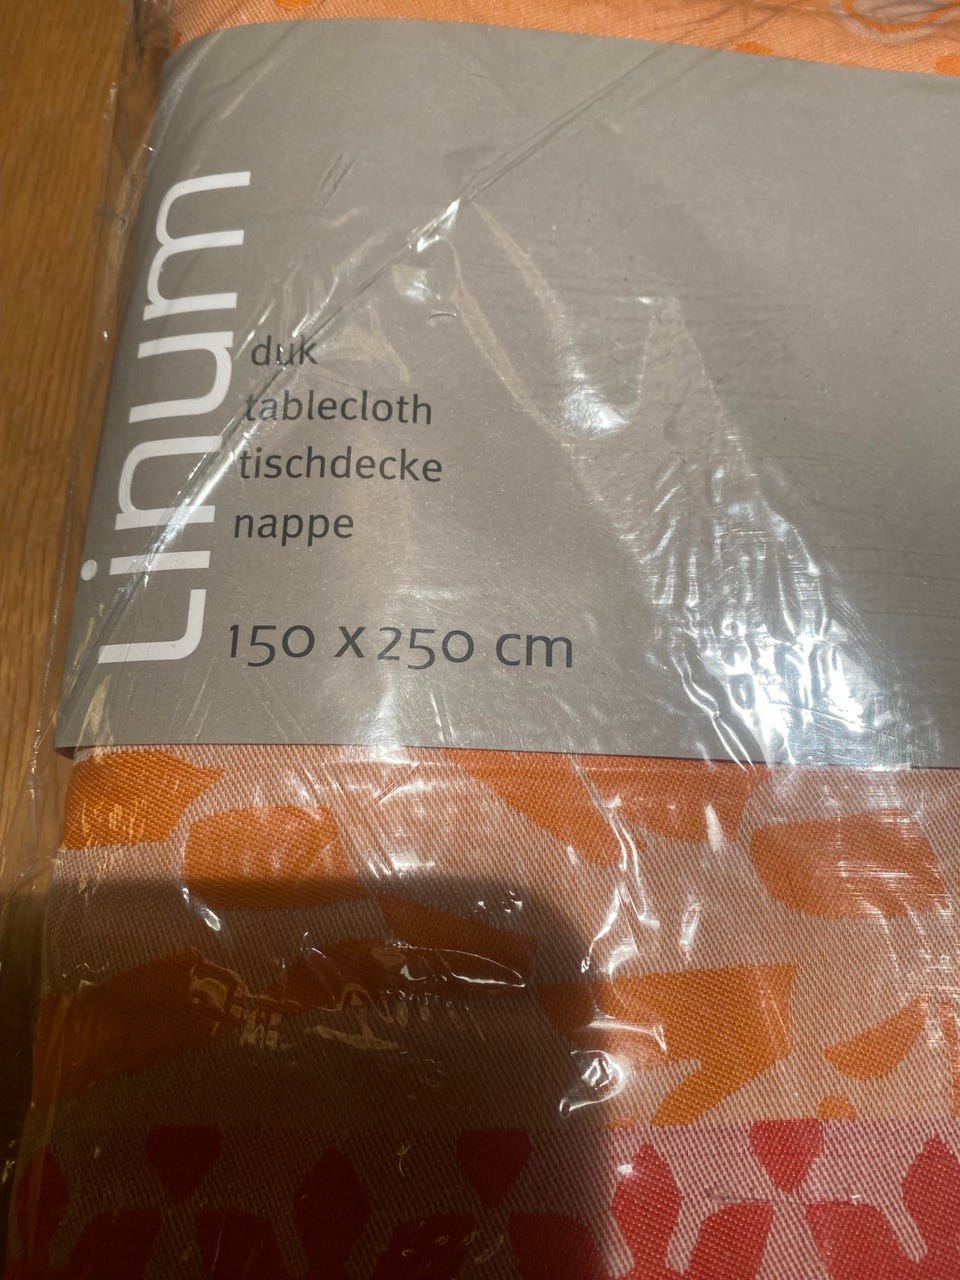 Linum
duk
tablecloth
tischdecke
nappe
150 x 250 cm